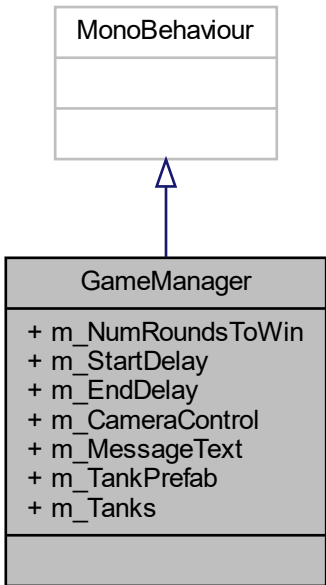 MonoBehaviour
GameManager
+ m_NumRoundsToWin
+ m_StartDelay
+ m_EndDelay
+ m_CameraControl
+ m_MessageText
+ m_TankPrefab
+ m_Tanks